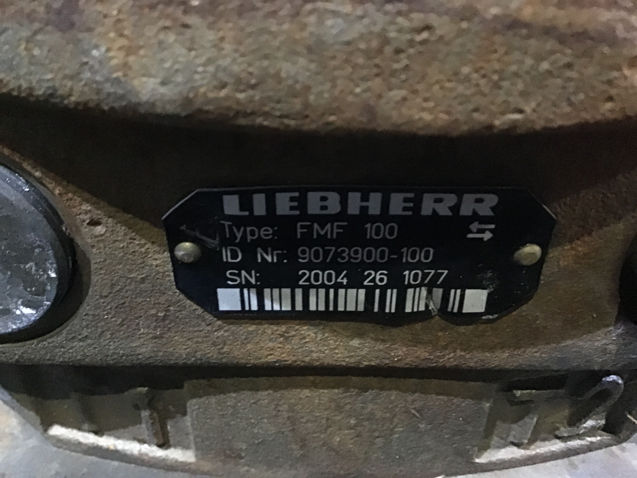 LIEBHERR
Type: FMF 100
ID Nr: 9073900-100
SN: 2004 26 1077